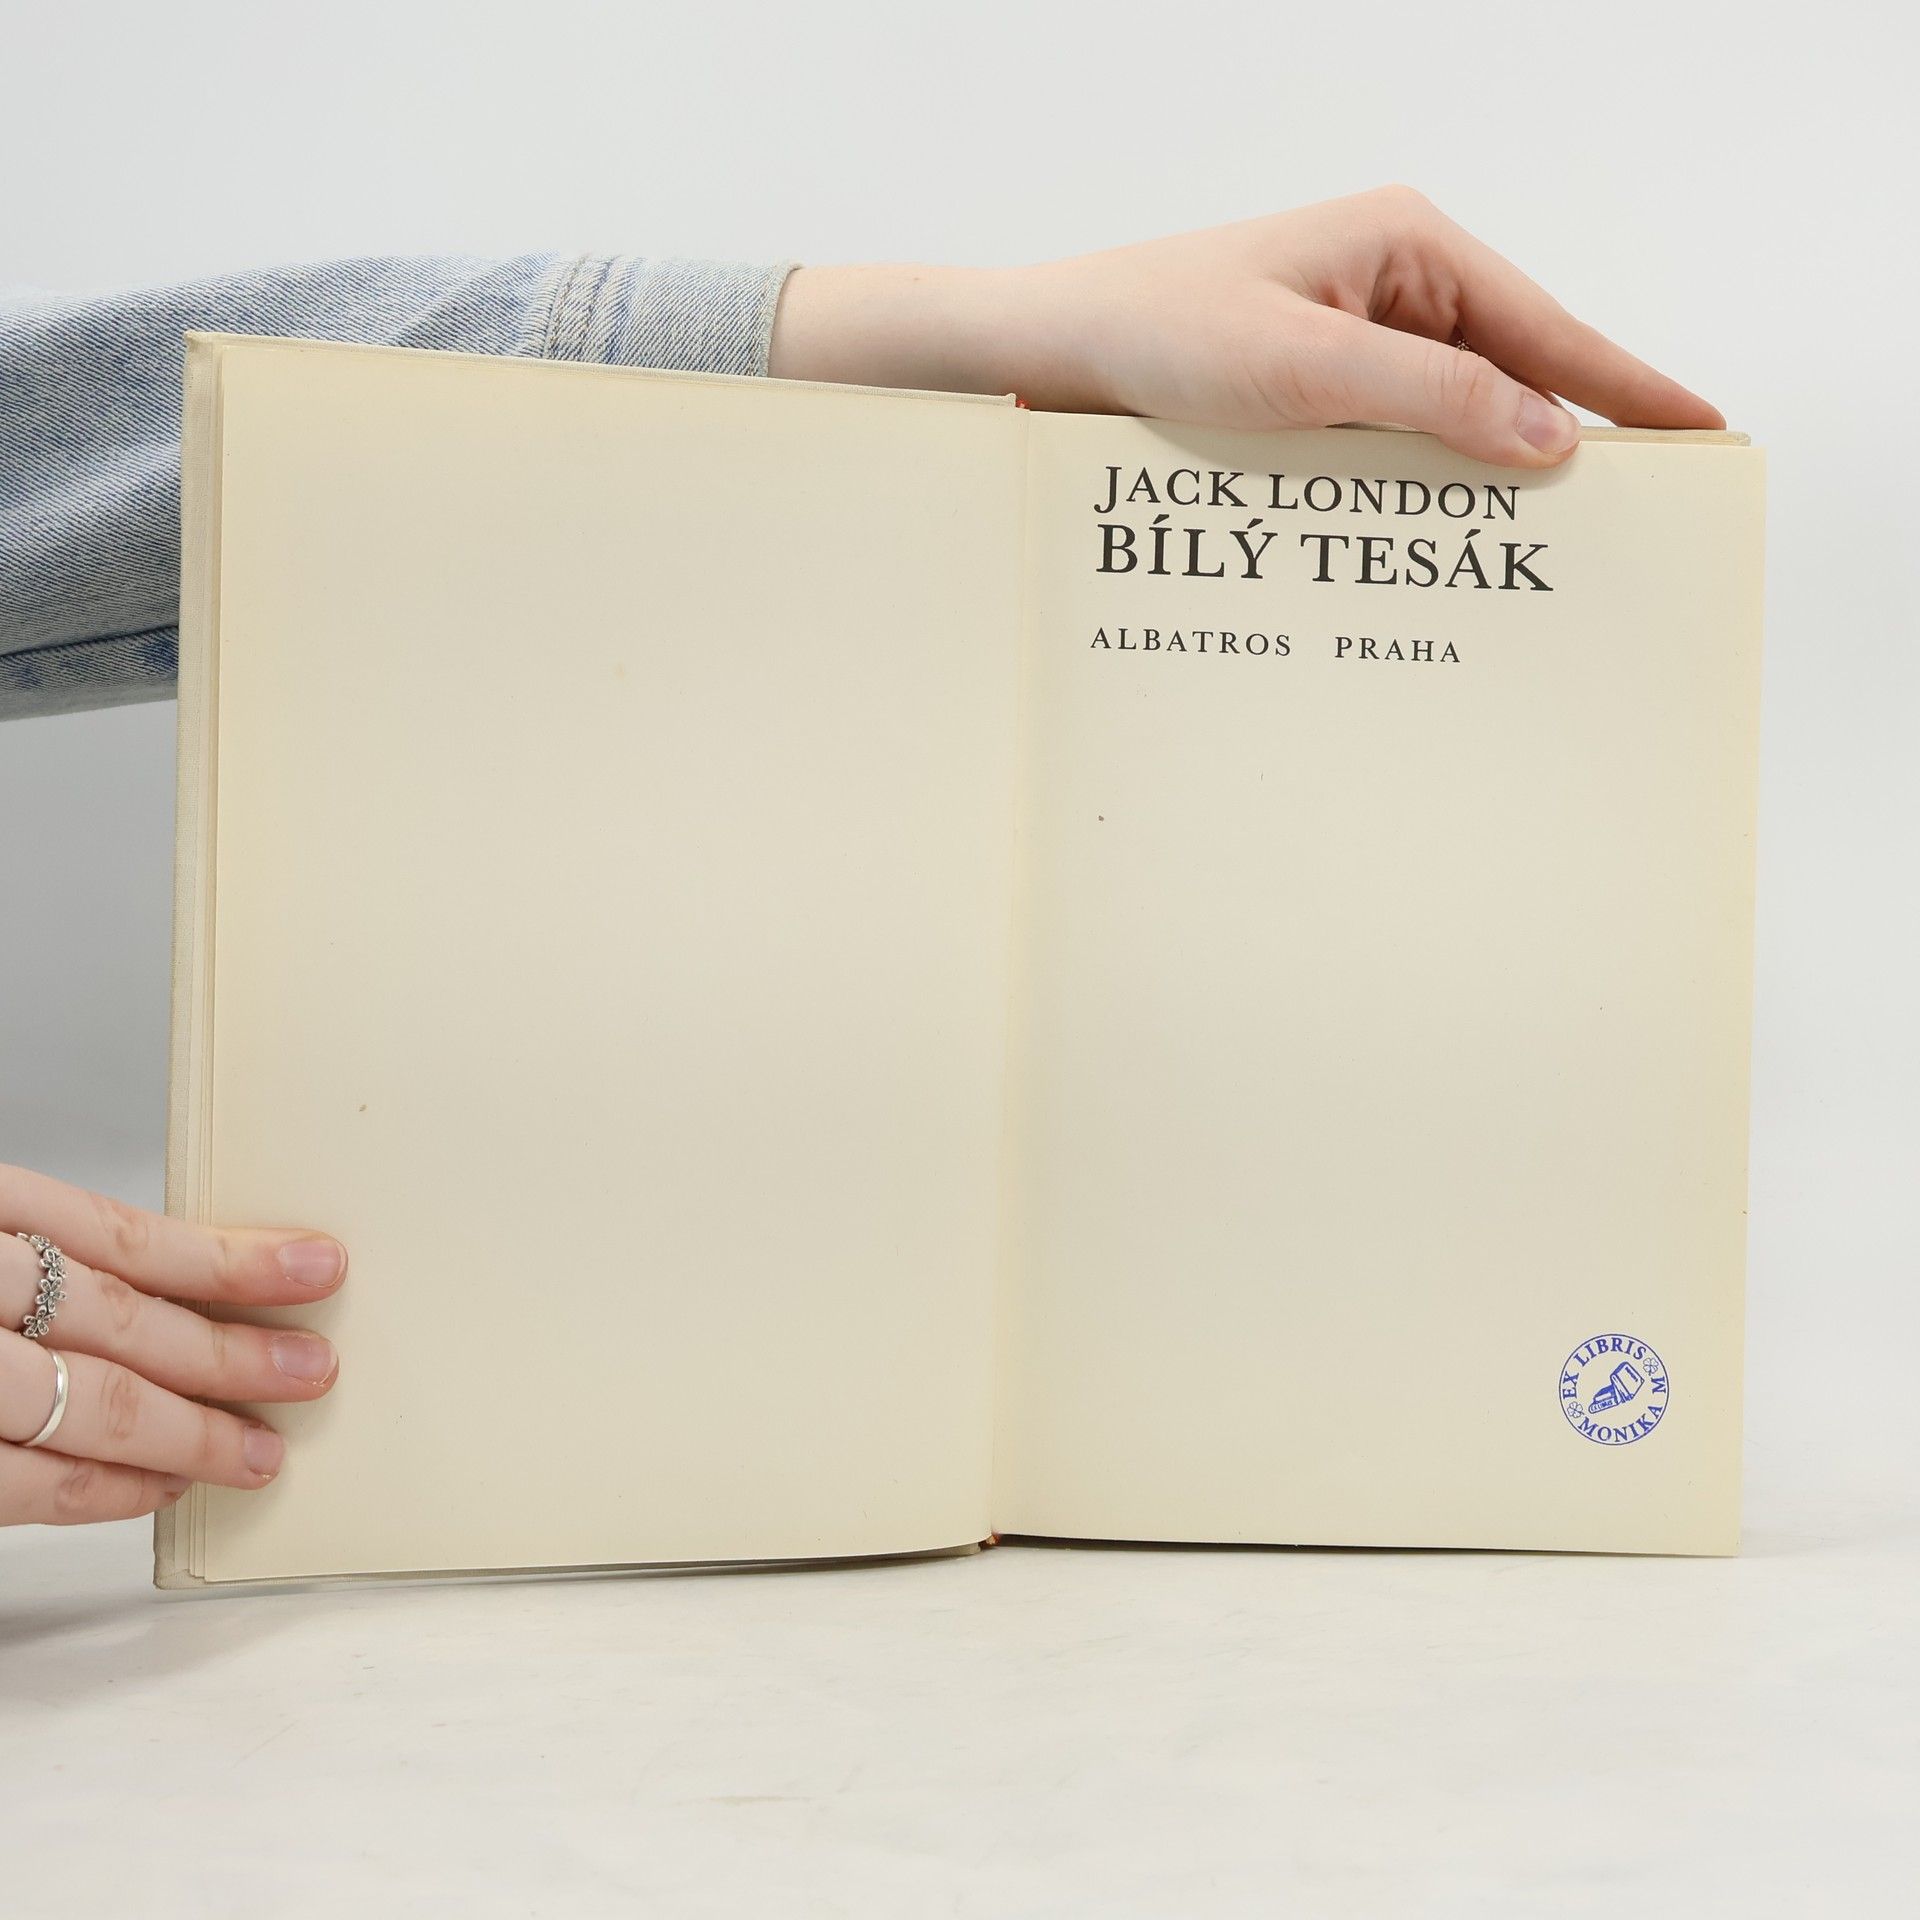 JACK LONDON
BÍLÝ TESÁK
ALBATROS PRAHA
EX LIBRIS
MONIKA M